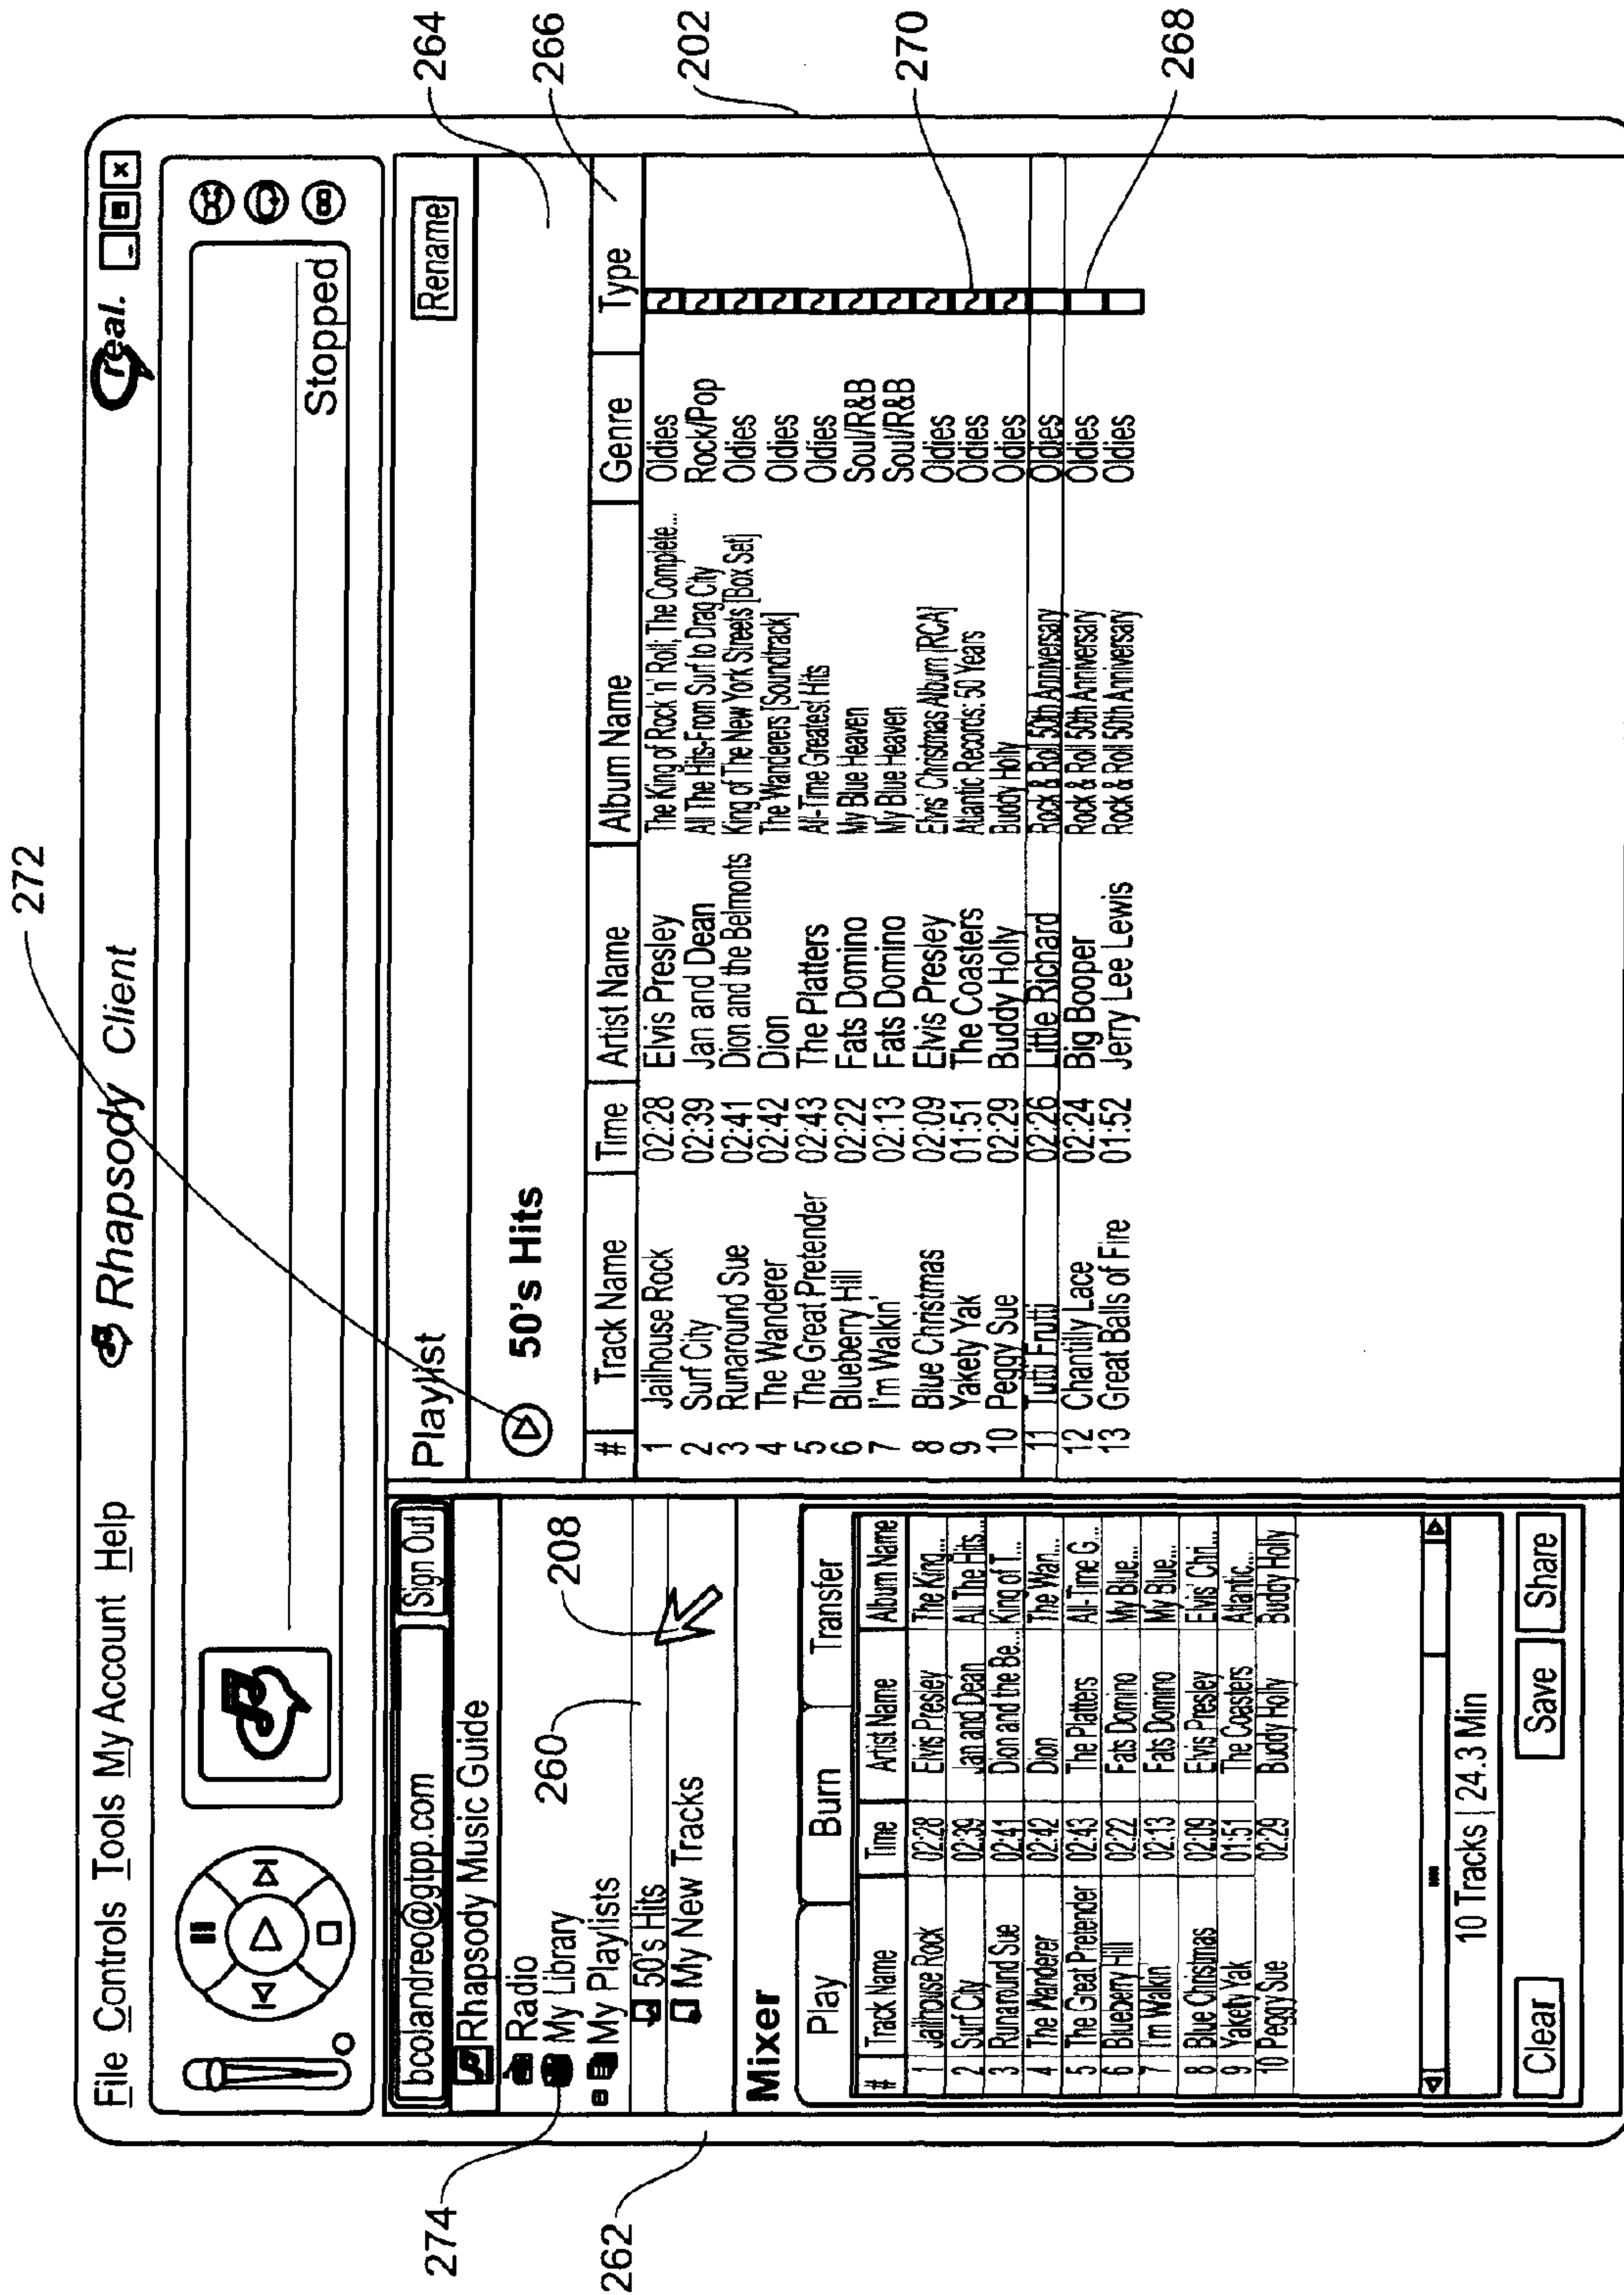 272
File Controls Tools My Account Help
Rhapsody Client
real.
Stopped
bcolandreo@gtpp.com
Sign Out
Rhapsody Music Guide
Radio
My Library
My Playlists
50's Hits
My New Tracks
274
262
260
208
Playlist
Rename
50's Hits
264
266
202
270
268
# Track Name Time Artist Name Album Name Genre Type
1 Jailhouse Rock 02:28 Elvis Presley The King of Rock 'n' Roll; The Complete... Oldies
2 Surf City 02:39 Jan and Dean All The Hits-From Surf to Drag City Rock/Pop
3 Runaround Sue 02:41 Dion and the Belmonts King of The New York Streets [Box Set] Oldies
4 The Wanderer 02:42 Dion The Wanderers [Soundtrack] Oldies
5 The Great Pretender 02:43 The Platters All-Time Greatest Hits Oldies
6 Blueberry Hill 02:22 Fats Domino My Blue Heaven Soul/R&B
7 I'm Walkin' 02:13 Fats Domino My Blue Heaven Soul/R&B
8 Blue Christmas 02:09 Elvis Presley Elvis' Christmas Album [RCA] Oldies
9 Yakety Yak 01:51 The Coasters Atlantic Records: 50 Years Oldies
10 Peggy Sue 02:29 Buddy Holly Buddy Holly Oldies
11 Tutti Frutti 02:26 Little Richard Rock & Roll 50th Anniversary Oldies
12 Chantilly Lace 02:24 Big Booper Rock & Roll 50th Anniversary Oldies
13 Great Balls of Fire 01:52 Jerry Lee Lewis Rock & Roll 50th Anniversary Oldies
Mixer
Play Burn Transfer
# Track Name Time Artist Name Album Name
1 Jailhouse Rock 02:28 Elvis Presley The King...
2 Surf City 02:39 Jan and Dean All The Hits...
3 Runaround Sue 02:41 Dion and the Be... King of T...
4 The Wanderer 02:42 Dion The Wan...
5 The Great Pretender 02:43 The Platters All-Time G...
6 Blueberry Hill 02:22 Fats Domino My Blue...
7 I'm Walkin' 02:13 Fats Domino My Blue...
8 Blue Christmas 02:09 Elvis Presley Elvis' Chri...
9 Yakety Yak 01:51 The Coasters Atlantic...
10 Peggy Sue 02:29 Buddy Holly Buddy Holly
10 Tracks | 24.3 Min
Clear Save Share